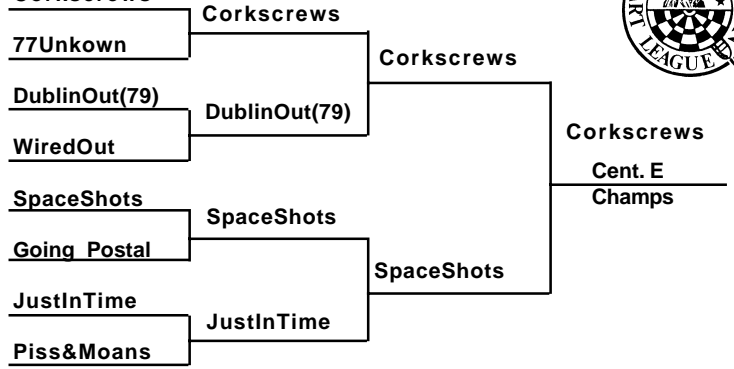 Corkscrews
77Unkown
DublinOut(79)
WiredOut
SpaceShots
Going Postal
JustInTime
Piss&Moans
Corkscrews
DublinOut(79)
SpaceShots
JustInTime
Corkscrews
SpaceShots
Corkscrews
Cent. E
Champs
LEAGUE